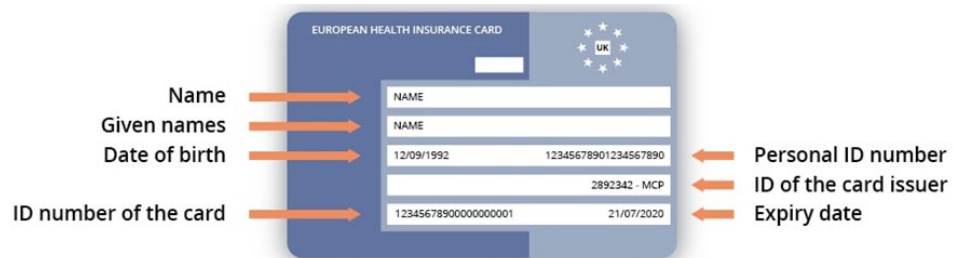 EUROPEAN HEALTH INSURANCE CARD
UK
Name NAME
Given names NAME
Date of birth 12/09/1992 12345678901234567890 Personal ID number
2892342 - MCP ID of the card issuer
ID number of the card 12345678900000000001 21/07/2020 Expiry date